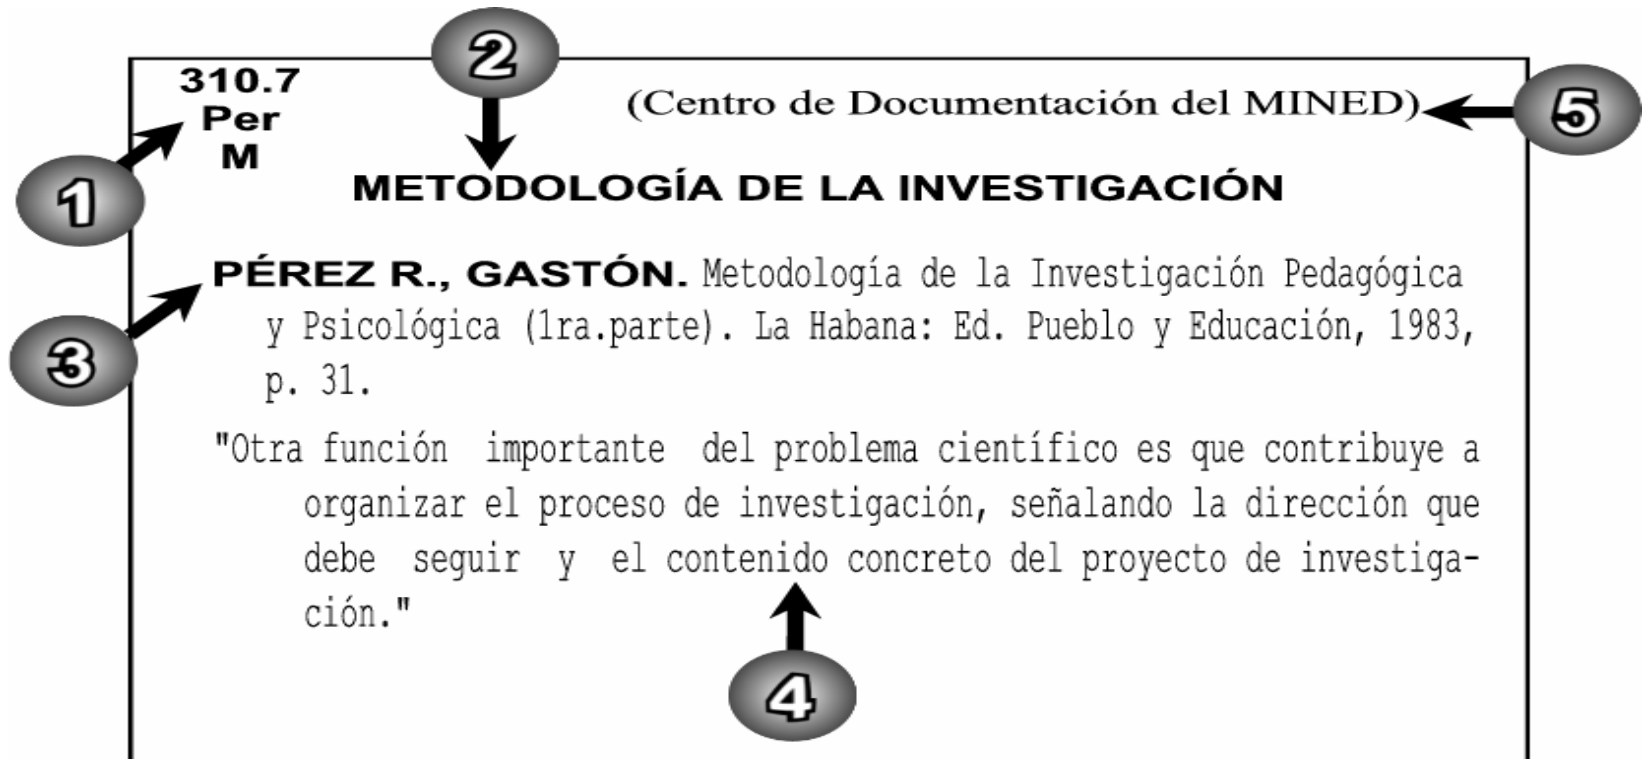 2
310.7
Per
M
(Centro de Documentación del MINED)
5
1
METODOLOGÍA DE LA INVESTIGACIÓN
PÉREZ R., GASTÓN. Metodología de la Investigación Pedagógica
y Psicológica (1ra.parte). La Habana: Ed. Pueblo y Educación, 1983,
p. 31.
3
"Otra función importante del problema científico es que contribuye a
organizar el proceso de investigación, señalando la dirección que
debe seguir y el contenido concreto del proyecto de investiga-
ción."
4